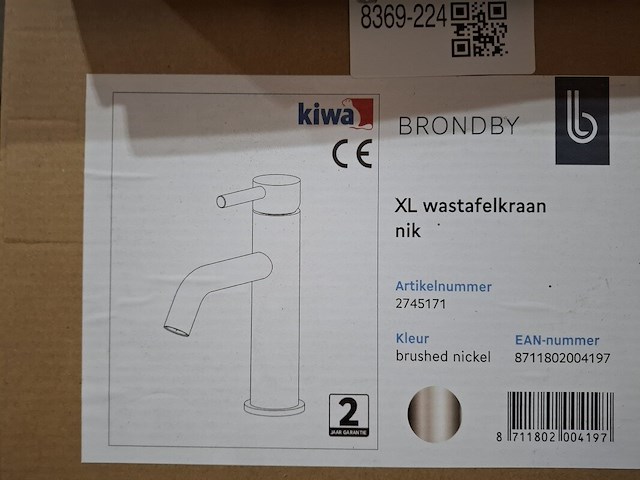 8369-224
kiwa
CE
BRONDBY
b
XL wastafelkraan
nik
Artikelnummer
2745171
Kleur
brushed nickel
EAN-nummer
8711802004197
2
JAAR GARANTIE
8 711802 004197